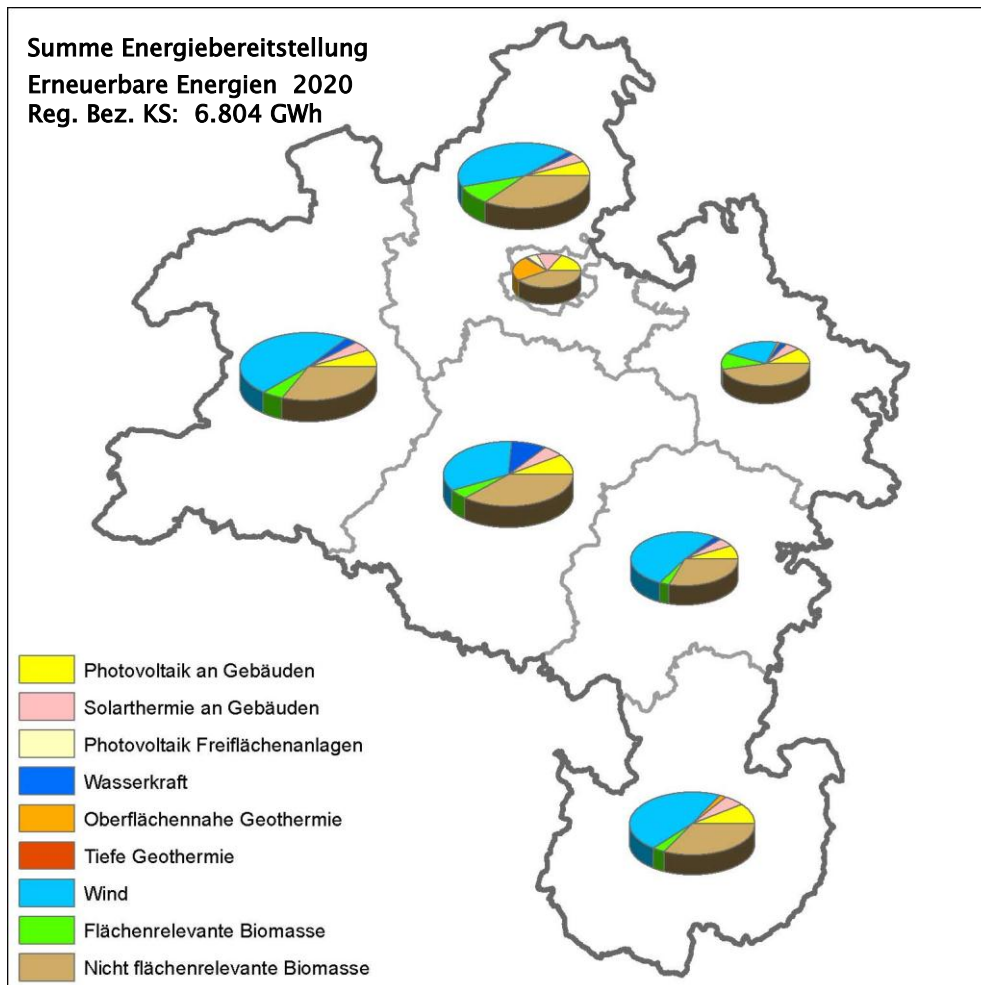 Summe Energiebereitstellung
Erneuerbare Energien 2020
Reg. Bez. KS: 6.804 GWh
Photovoltaik an Gebäuden
Solarthermie an Gebäuden
Photovoltaik Freiflächenanlagen
Wasserkraft
Oberflächennahe Geothermie
Tiefe Geothermie
Wind
Flächenrelevante Biomasse
Nicht flächenrelevante Biomasse